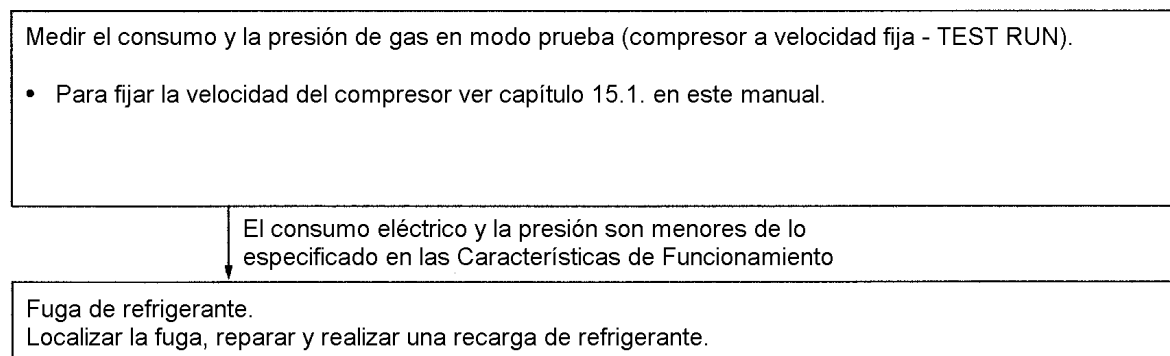 Medir el consumo y la presión de gas en modo prueba (compresor a velocidad fija - TEST RUN).
• Para fijar la velocidad del compresor ver capítulo 15.1. en este manual.
El consumo eléctrico y la presión son menores de lo
especificado en las Características de Funcionamiento
Fuga de refrigerante.
Localizar la fuga, reparar y realizar una recarga de refrigerante.